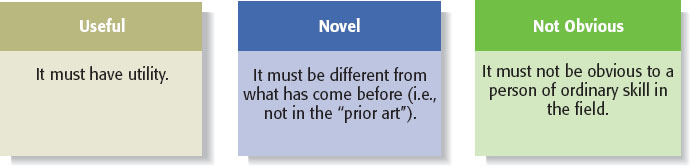 Useful
It must have utility.
Novel
It must be different from
what has come before (i.e.,
not in the “prior art”).
Not Obvious
It must not be obvious to a
person of ordinary skill in
the field.